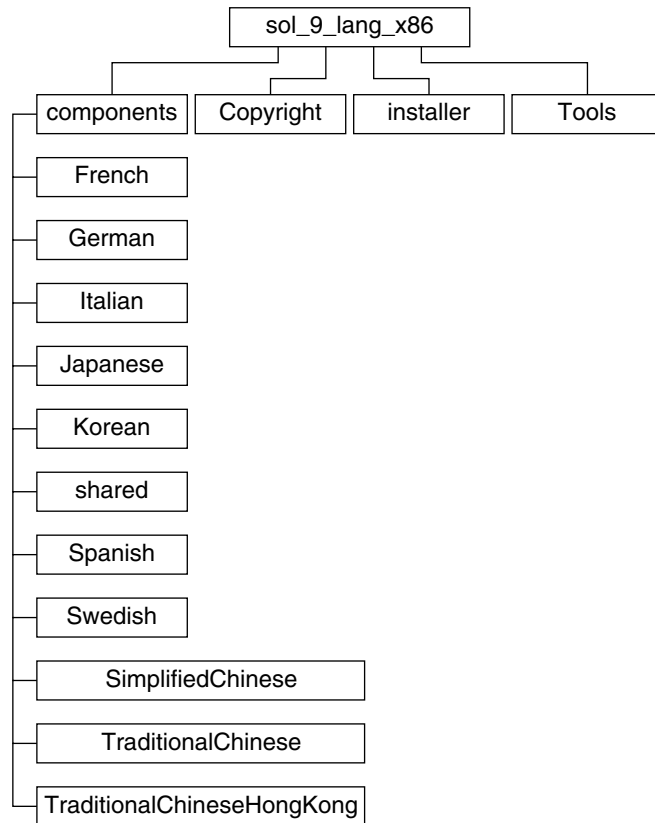 sol_9_lang_x86
components
Copyright
installer
Tools
French
German
Italian
Japanese
Korean
shared
Spanish
Swedish
SimplifiedChinese
TraditionalChinese
TraditionalChineseHongKong